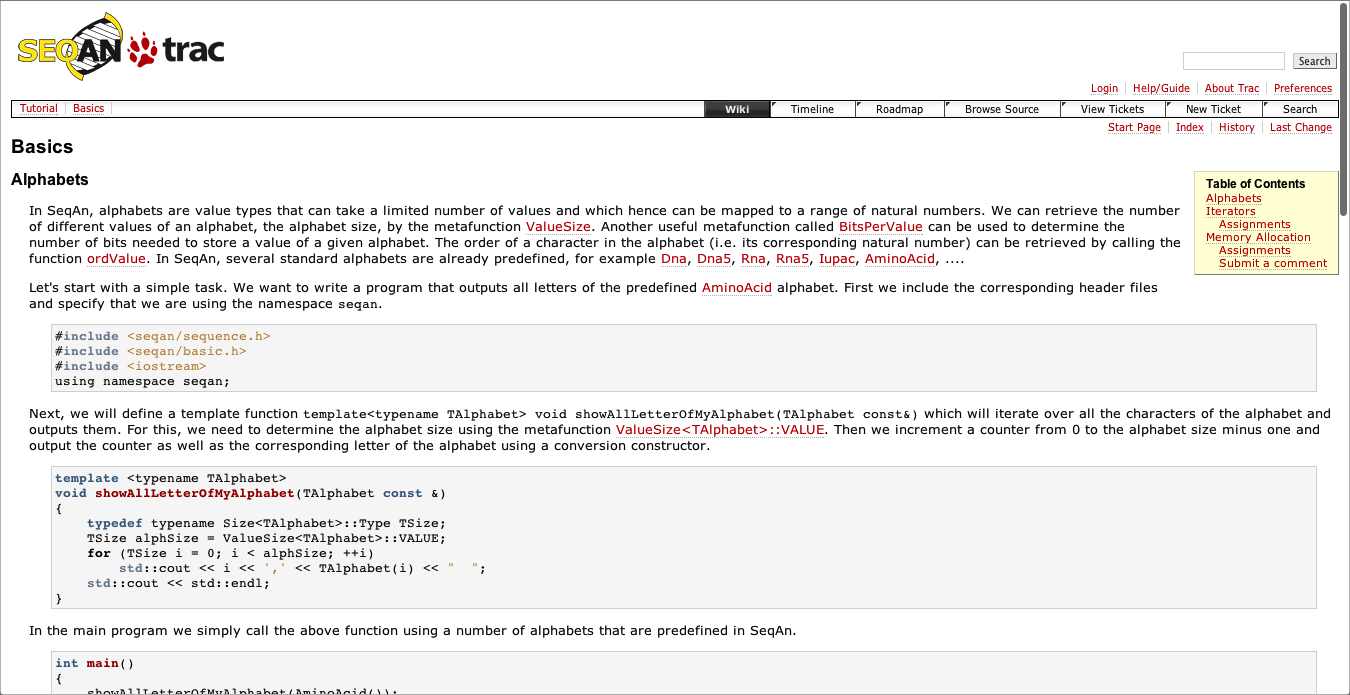 SEQAN trac
Search
Login Help/Guide About Trac Preferences
Tutorial Basics Wiki Timeline Roadmap Browse Source View Tickets New Ticket Search
Start Page Index History Last Change
Basics
Alphabets
Table of Contents
Alphabets
Iterators
Assignments
Memory Allocation
Assignments
Submit a comment
In SeqAn, alphabets are value types that can take a limited number of values and which hence can be mapped to a range of natural numbers. We can retrieve the number
of different values of an alphabet, the alphabet size, by the metafunction ValueSize. Another useful metafunction called BitsPerValue can be used to determine the
number of bits needed to store a value of a given alphabet. The order of a character in the alphabet (i.e. its corresponding natural number) can be retrieved by calling the
function ordValue. In SeqAn, several standard alphabets are already predefined, for example Dna, Dna5, Rna, Rna5, Iupac, AminoAcid, ....
Let's start with a simple task. We want to write a program that outputs all letters of the predefined AminoAcid alphabet. First we include the corresponding header files
and specify that we are using the namespace seqan.
#include <seqan/sequence.h>
#include <seqan/basic.h>
#include <iostream>
using namespace seqan;
Next, we will define a template function template<typename TAlphabet> void showAllLetterOfMyAlphabet(TAlphabet const&) which will iterate over all the characters of the alphabet and
outputs them. For this, we need to determine the alphabet size using the metafunction ValueSize<TAlphabet>::VALUE. Then we increment a counter from 0 to the alphabet size minus one and
output the counter as well as the corresponding letter of the alphabet using a conversion constructor.
template <typename TAlphabet>
void showAllLetterOfMyAlphabet(TAlphabet const &)
{
    typedef typename Size<TAlphabet>::Type TSize;
    TSize alphSize = ValueSize<TAlphabet>::VALUE;
    for (TSize i = 0; i < alphSize; ++i)
        std::cout << i << ',' << TAlphabet(i) << "  ";
    std::cout << std::endl;
}
In the main program we simply call the above function using a number of alphabets that are predefined in SeqAn.
int main()
{
    showAllLetterOfMyAlphabet(AminoAcid());